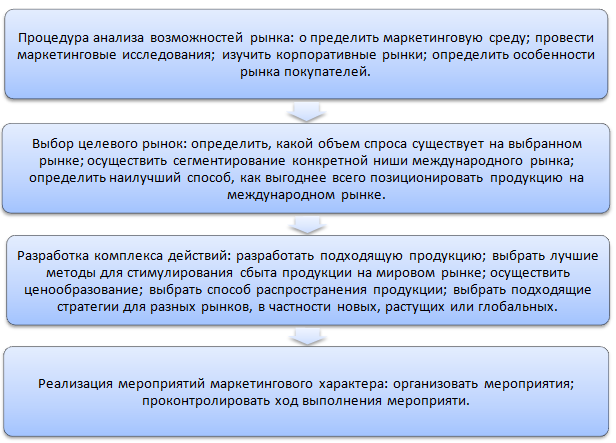 Процедура анализа возможностей рынка: о пределить маркетинговую среду; провести
маркетинговые исследования; изучить корпоративные рынки; определить особенности
рынка покупателей.
Выбор целевого рынок: определить, какой объем спроса существует на выбранном
рынке; осуществить сегментирование конкретной ниши международного рынка;
определить наилучший способ, как выгоднее всего позиционировать продукцию на
международном рынке.
Разработка комплекса действий: разработать подходящую продукцию; выбрать лучшие
методы для стимулирования сбыта продукции на мировом рынке; осуществить
ценообразование; выбрать способ распространения продукции; выбрать подходящие
стратегии для разных рынков, в частности новых, растущих или глобальных.
Реализация мероприятий маркетингового характера: организовать мероприятия;
проконтролировать ход выполнения мероприяти.